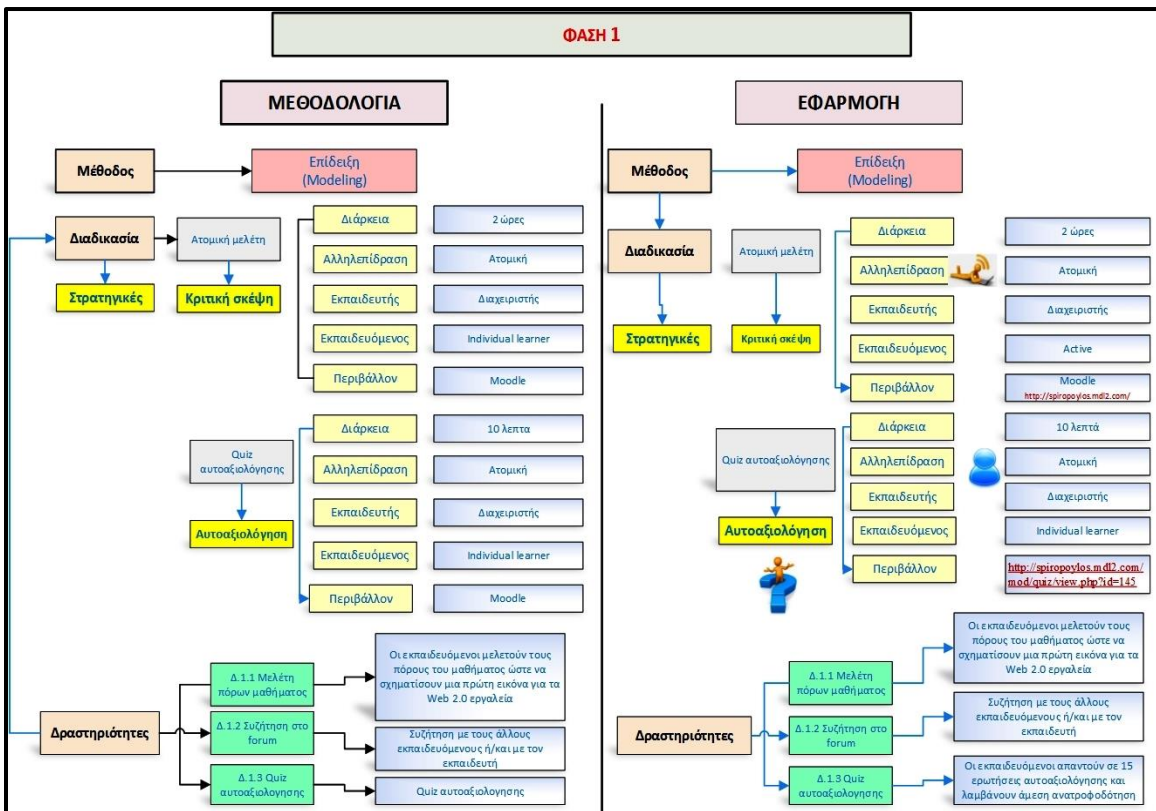 ΦΑΣΗ 1
ΜΕΘΟΔΟΛΟΓΙΑ
Μέθοδος
Επίδειξη
(Modeling)
Διαδικασία
Ατομική μελέτη
Στρατηγικές
Κριτική σκέψη
Διάρκεια
2 ώρες
Αλληλεπίδραση
Ατομική
Εκπαιδευτής
Διαχειριστής
Εκπαιδευόμενος
Individual learner
Περιβάλλον
Moodle
Quiz
αυτοαξιολόγησης
Αυτοαξιολόγηση
Διάρκεια
10 λεπτα
Αλληλεπίδραση
Ατομική
Εκπαιδευτής
Διαχειριστής
Εκπαιδευόμενος
Individual learner
Περιβάλλον
Moodle
Δραστηριότητες
Δ.1.1 Μελέτη
πόρων μαθήματος
Οι εκπαιδευόμενοι μελετούν τους
πόρους του μαθήματος ώστε να
σχηματίσουν μια πρώτη εικόνα για τα
Web 2.0 εργαλεία
Δ.1.2 Συζήτηση στο
forum
Συζήτηση με τους άλλους
εκπαιδευόμενους ή/και με τον
εκπαιδευτή
Δ.1.3 Quiz
αυτοαξιολογησης
Quiz αυτοαξιολογησης
ΕΦΑΡΜΟΓΗ
Μέθοδος
Επίδειξη
(Modeling)
Διαδικασία
Ατομική μελέτη
Στρατηγικές
Κριτική σκέψη
Διάρκεια
2 ώρες
Αλληλεπίδραση
Ατομική
Εκπαιδευτής
Διαχειριστής
Εκπαιδευόμενος
Active
Περιβάλλον
Moodle
http://spiropoylos.mdl2.com/
Quiz αυτοαξιολόγησης
Αυτοαξιολόγηση
Διάρκεια
10 λεπτά
Αλληλεπίδραση
Ατομική
Εκπαιδευτής
Διαχειριστής
Εκπαιδευόμενος
Individual learner
Περιβάλλον
http://spiropoylos.mdl2.com/
mod/quiz/view.php?id=145
Δραστηριότητες
Δ.1.1 Μελέτη
πόρων μαθήματος
Οι εκπαιδευόμενοι μελετούν τους
πόρους του μαθήματος ώστε να
σχηματίσουν μια πρώτη εικόνα για τα
Web 2.0 εργαλεία
Δ.1.2 Συζήτηση στο
forum
Συζήτηση με τους άλλους
εκπαιδευόμενους ή/και με τον
εκπαιδευτή
Δ.1.3 Quiz
αυτοαξιολογησης
Οι εκπαιδευόμενοι απαντούν σε 15
ερωτήσεις αυτοαξιολόγησης και
λαμβάνουν άμεση ανατροφοδότηση